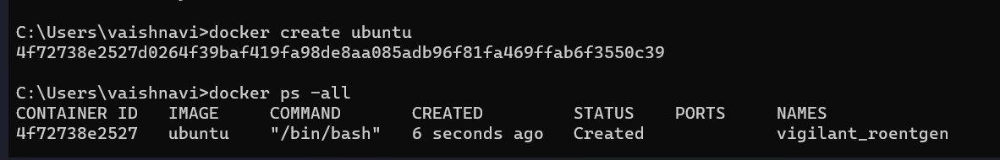 C:\Users\vaishnavi>docker create ubuntu
4f72738e2527d0264f39baf419fa98de8aa085adb96f81fa469ffab6f3550c39
C:\Users\vaishnavi>docker ps -all
CONTAINER ID   IMAGE     COMMAND       CREATED         STATUS    PORTS     NAMES
4f72738e2527   ubuntu    "/bin/bash"   6 seconds ago   Created             vigilant_roentgen